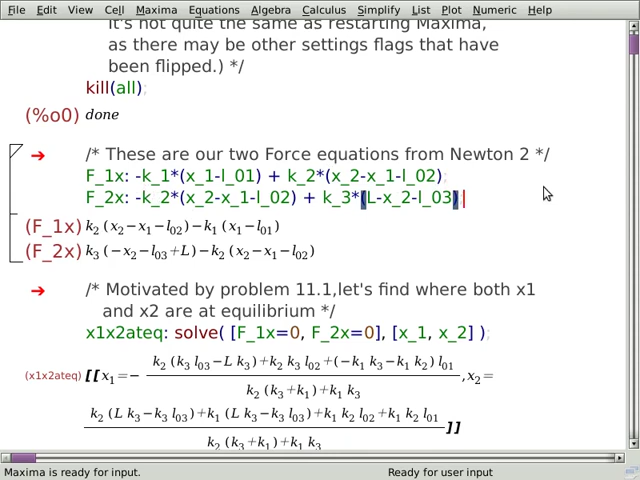 File Edit View Cell Maxima Equations Algebra Calculus Simplify List Plot Numeric Help
it's not quite the same as restarting Maxima,
as there may be other settings flags that have
been flipped.) */
kill(all);
(%o0) done
➔ /* These are our two Force equations from Newton 2 */
F_1x: -k_1*(x_1-l_01) + k_2*(x_2-x_1-l_02);
F_2x: -k_2*(x_2-x_1-l_02) + k_3*(L-x_2-l_03)
(F_1x) k₂ (x₂−x₁−l₀₂)−k₁ (x₁−l₀₁)
(F_2x) k₃ (−x₂−l₀₃+L)−k₂ (x₂−x₁−l₀₂)
➔ /* Motivated by problem 11.1,let's find where both x1
and x2 are at equilibrium */
x1x2ateq: solve( [F_1x=0, F_2x=0], [x_1, x_2] );
k₂ (k₃ l₀₃−L k₃)+k₂ k₃ l₀₂+(−k₁ k₃−k₁ k₂) l₀₁
(x1x2ateq) [[x₁=− ,x₂=
k₂ (k₃+k₁)+k₁ k₃
k₂ (L k₃−k₃ l₀₃)+k₁ (L k₃−k₃ l₀₃)+k₁ k₂ l₀₂+k₁ k₂ l₀₁
]]
k₂ (k₃+k₁)+k₁ k₃
Maxima is ready for input. Ready for user input